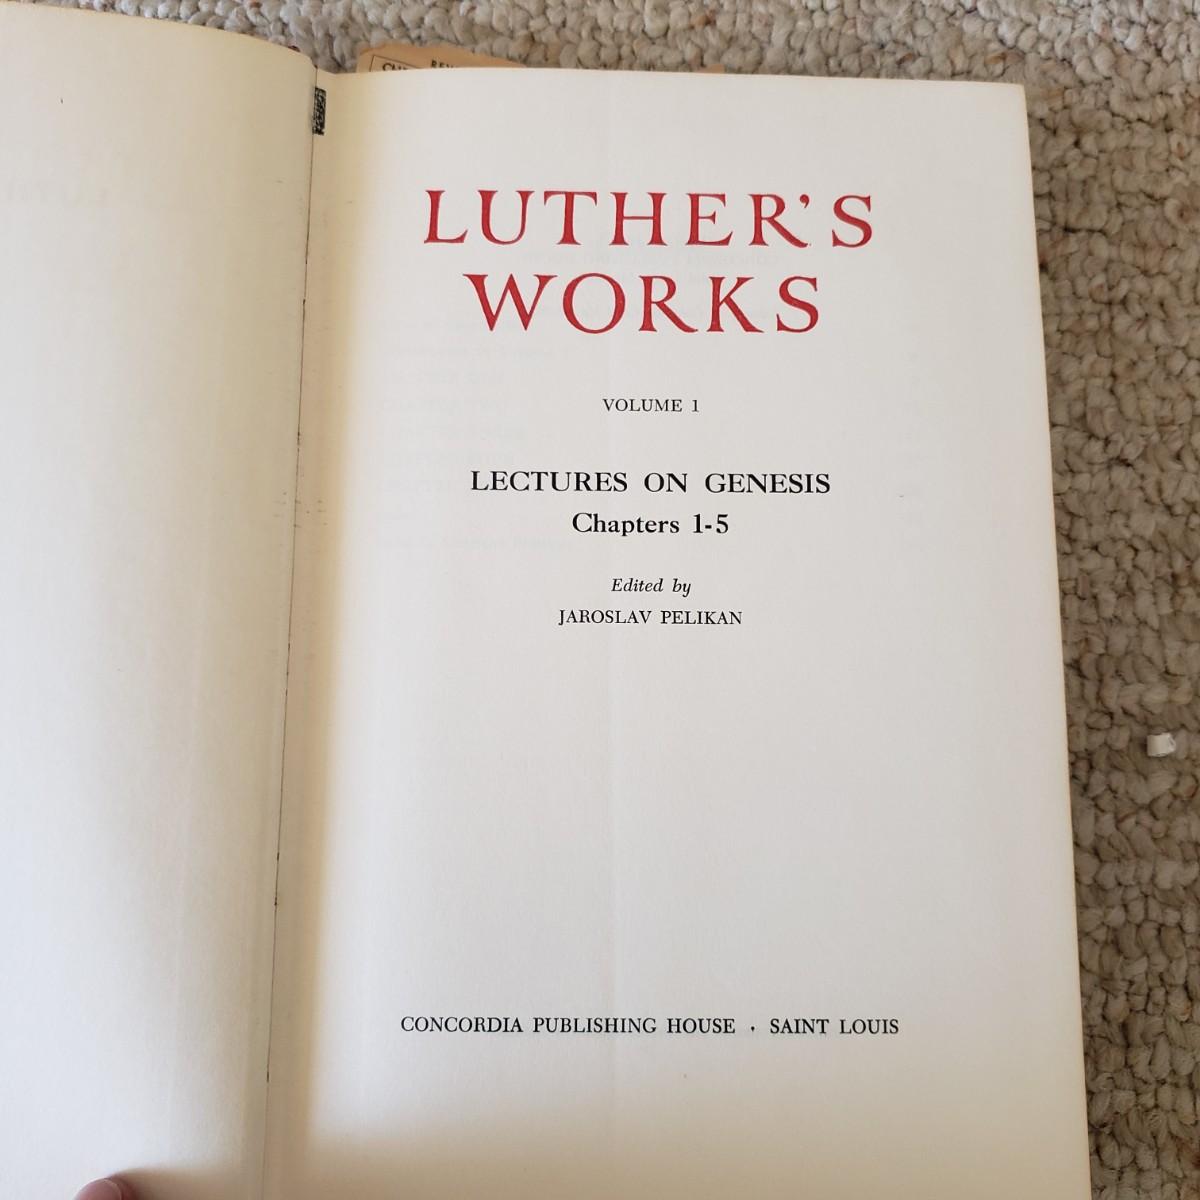 LUTHER'S
WORKS
VOLUME 1
LECTURES ON GENESIS
Chapters 1-5
Edited by
JAROSLAV PELIKAN
CONCORDIA PUBLISHING HOUSE · SAINT LOUIS